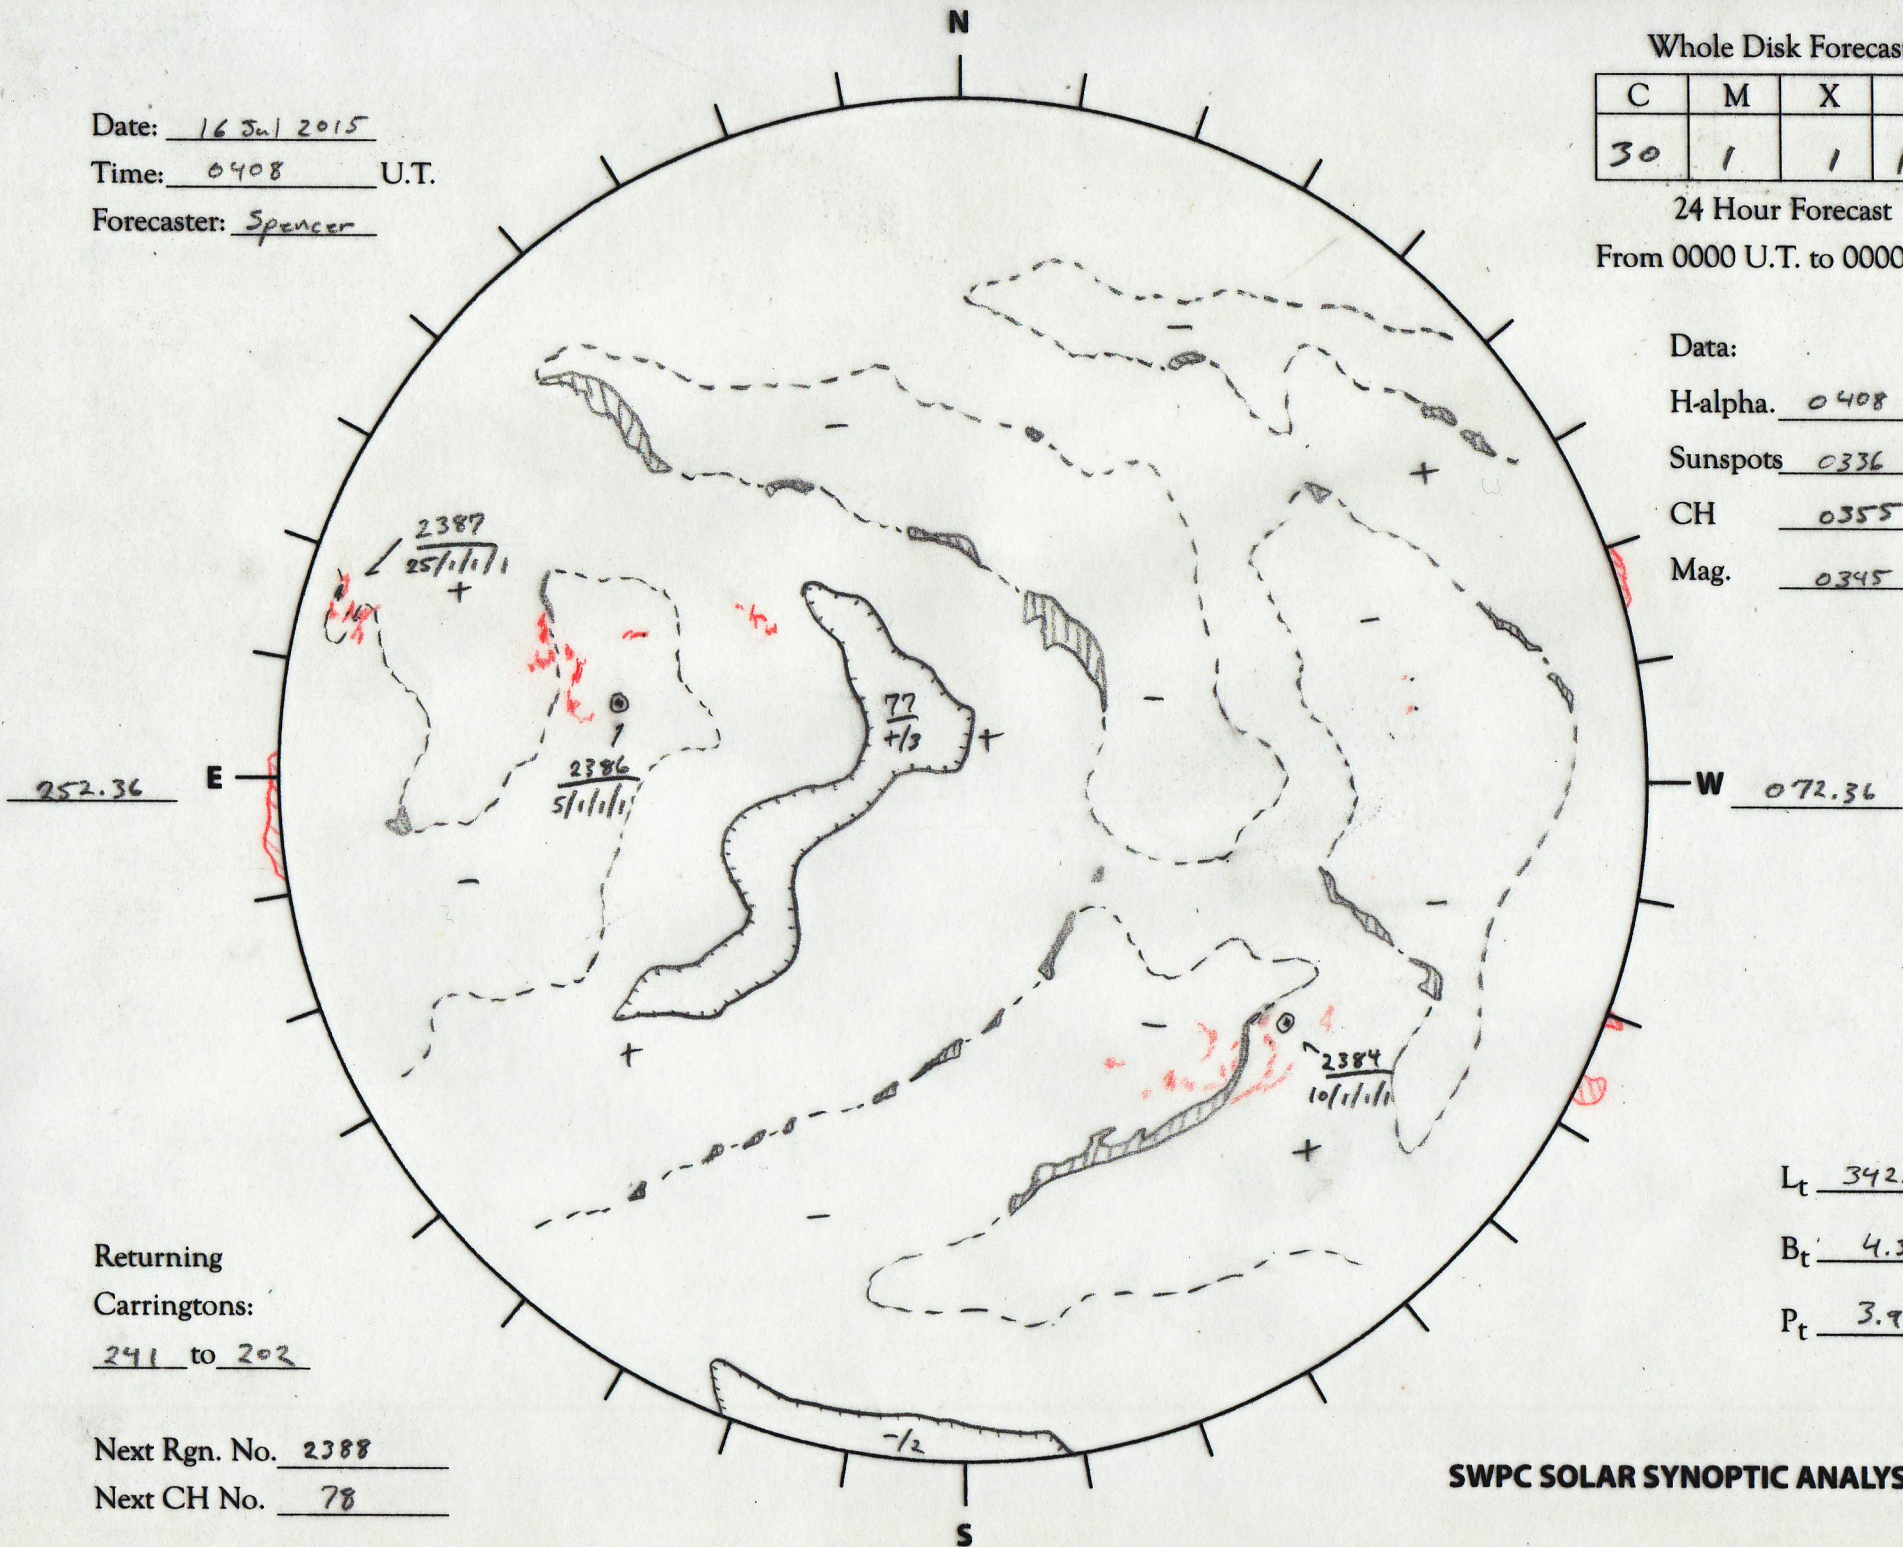 N
Whole Disk Forecas
C M X
30 1 1 1
24 Hour Forecast
From 0000 U.T. to 0000
Date: 16 Jul 2015
Time: 0408 U.T.
Forecaster: Spencer
Data:
H-alpha. 0408
Sunspots 0336
CH 0355
Mag. 0345
−
−
+
2387
25/1/1/1/1
+
−
−
77
+/3
+
2386
5/1/1/1/1
252.36 E
W 072.36
−
−
−
+
2384
10/1/1/1/1
+
−
Lt 342.
Bt 4.3
Pt 3.9
Returning
Carringtons:
241 to 202
-/2
Next Rgn. No. 2388
Next CH No. 78
SWPC SOLAR SYNOPTIC ANALYS
S